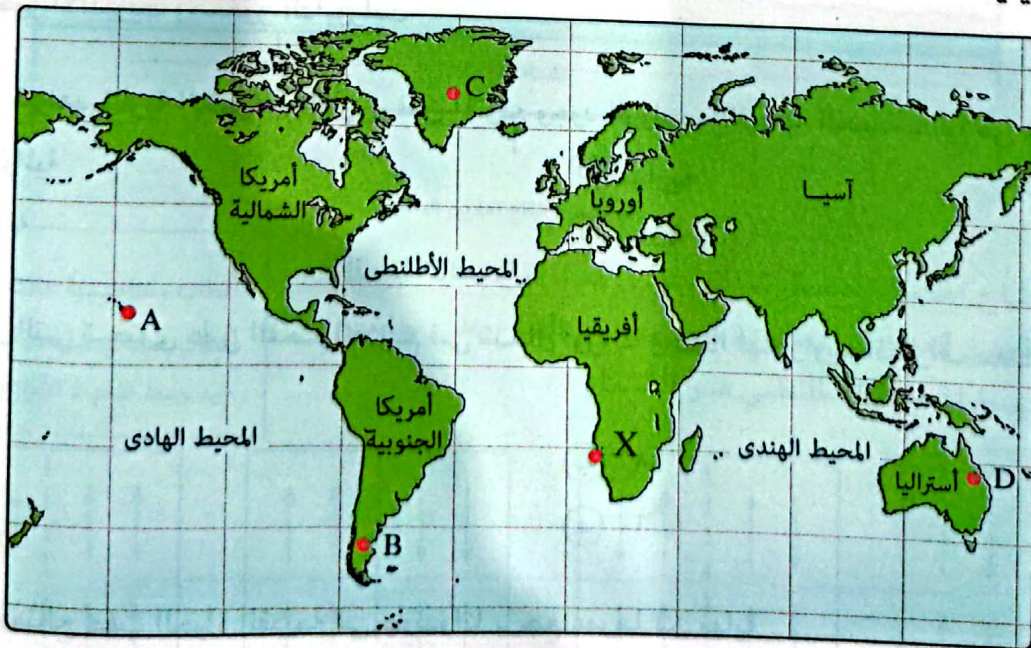 C
أمريكا
الشمالية
أوروبا
آسيا
المحيط الأطلنطى
A
أفريقيا
أمريكا
الجنوبية
المحيط الهادى
X
المحيط الهندى
أستراليا
D
B